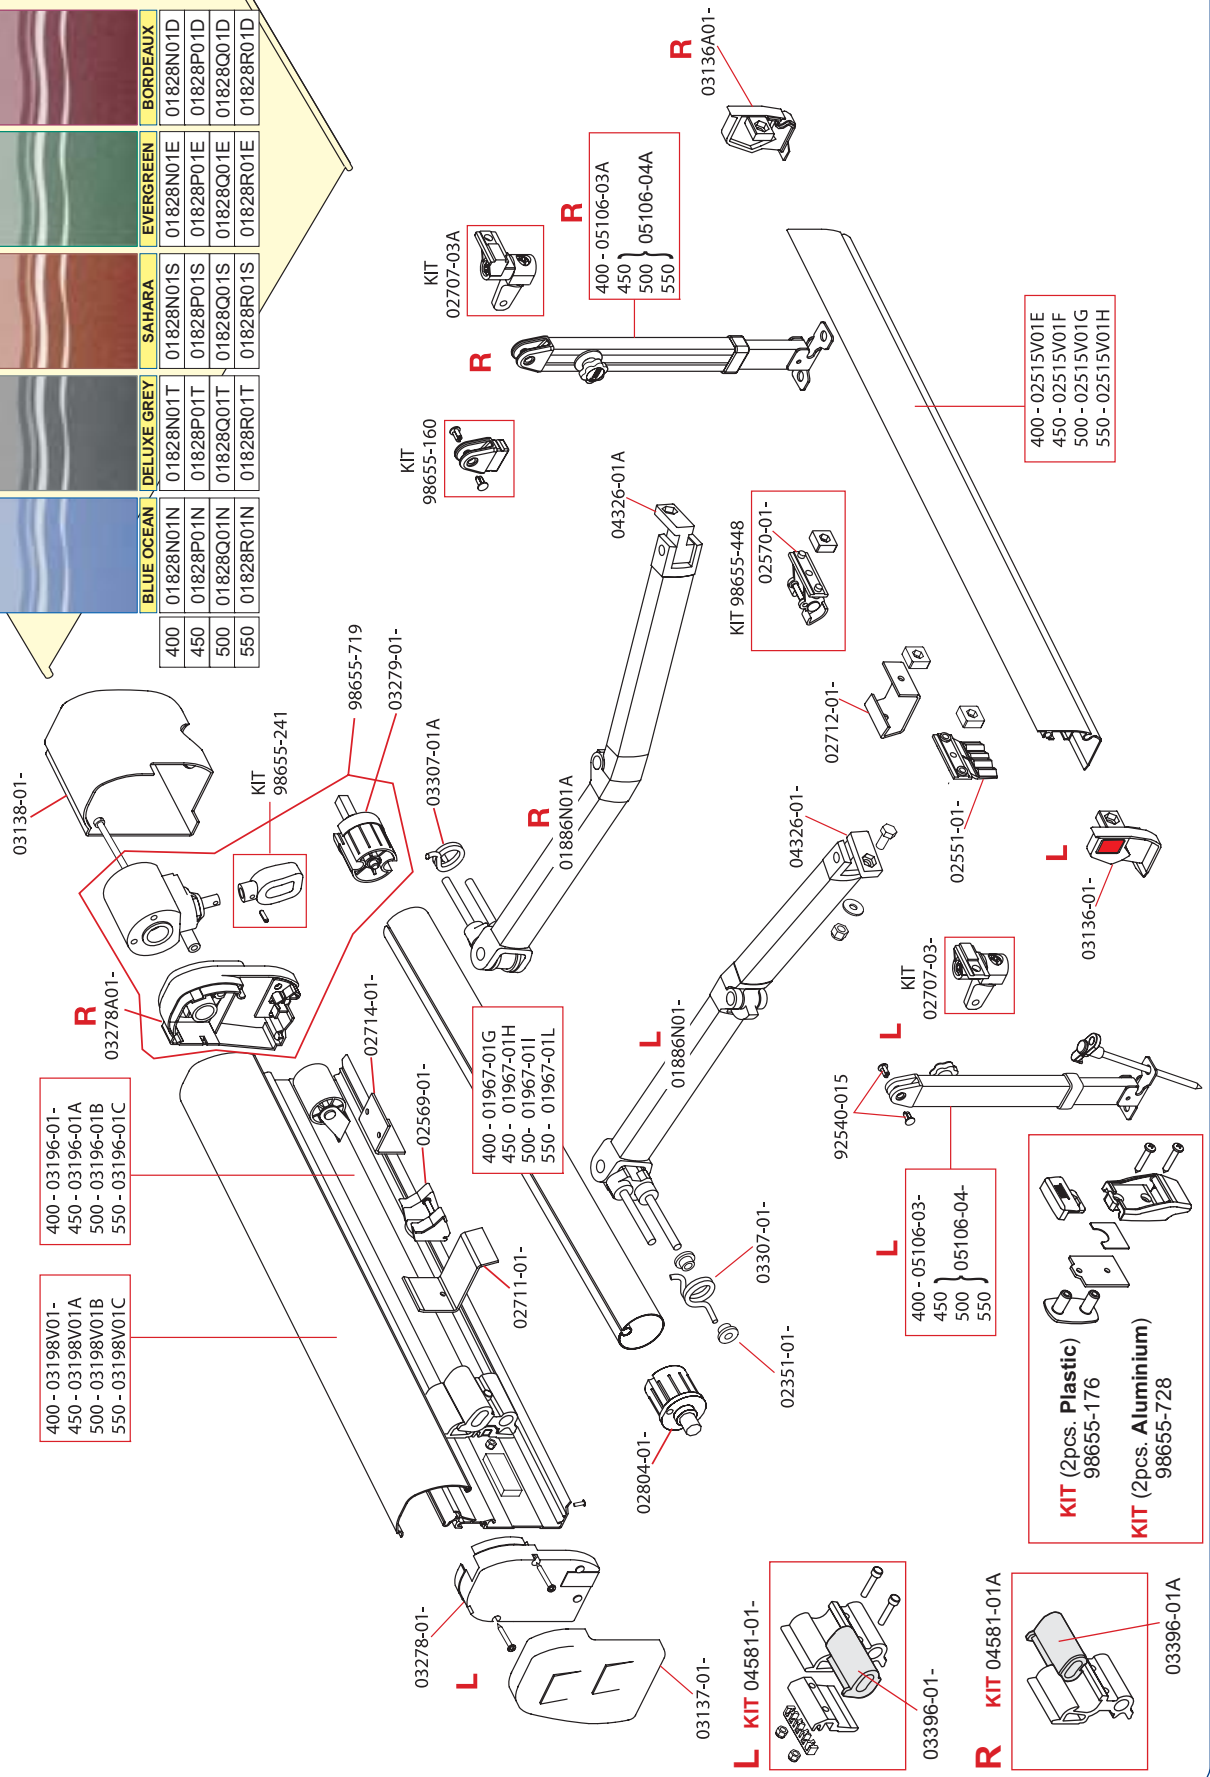 BLUE OCEAN DELUXE GREY SAHARA EVERGREEN BORDEAUX
400 01828N01N 01828N01T 01828N01S 01828N01E 01828N01D
450 01828P01N 01828P01T 01828P01S 01828P01E 01828P01D
500 01828Q01N 01828Q01T 01828Q01S 01828Q01E 01828Q01D
550 01828R01N 01828R01T 01828R01S 01828R01E 01828R01D
03138-01-
KIT
98655-241
98655-719
03279-01-
03307-01A
R
03278A01-
400 - 03196-01-
450 - 03196-01A
500 - 03196-01B
550 - 03196-01C
400 - 03198V01-
450 - 03198V01A
500 - 03198V01B
550 - 03198V01C
02714-01-
02569-01-
02711-01-
400 - 01967-01G
450 - 01967-01H
500- 01967-01I
550 - 01967-01L
R
01886N01A
04326-01A
KIT
98655-160
R
KIT
02707-03A
R
400 - 05106-03A
450
500
550
05106-04A
R
03136A01-
400 - 02515V01E
450 - 02515V01F
500 - 02515V01G
550 - 02515V01H
KIT 98655-448
02570-01-
02712-01-
02551-01-
04326-01-
L
01886N01-
L
03136-01-
KIT
02707-03-
L
92540-015
L
400 - 05106-03-
450
500
550
05106-04-
03307-01-
02351-01-
02804-01-
03278-01-
L
03137-01-
KIT (2pcs. Plastic)
98655-176
KIT (2pcs. Aluminium)
98655-728
L KIT 04581-01-
03396-01-
R KIT 04581-01A
03396-01A